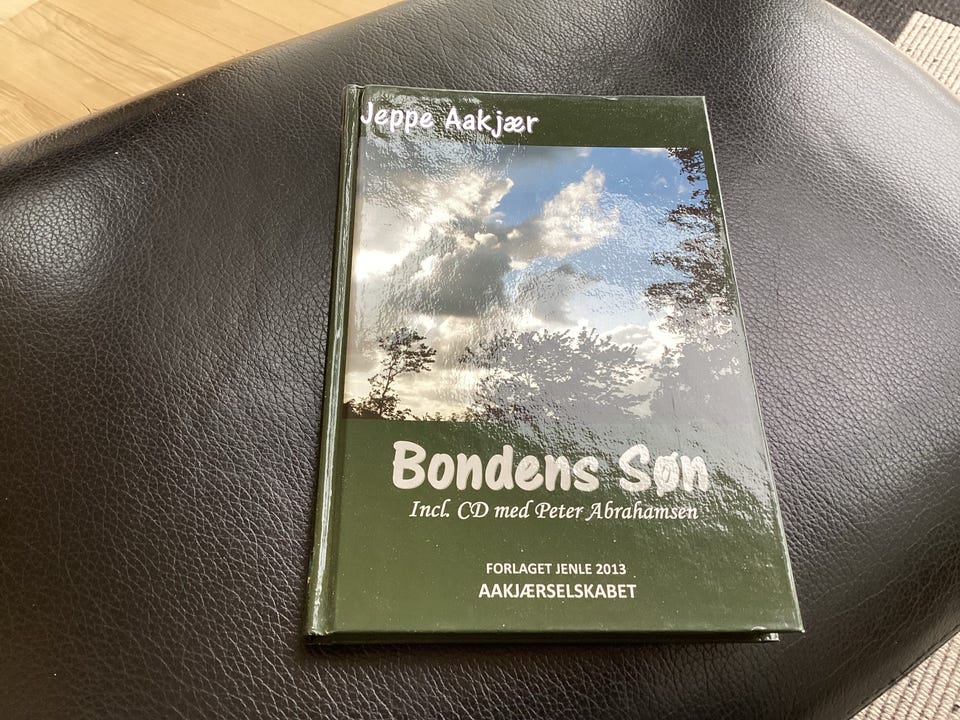 Jeppe Aakjær
Bondens Søn
Incl. CD med Peter Abrahamsen
FORLAGET JENLE 2013
AAKJÆRSELSKABET